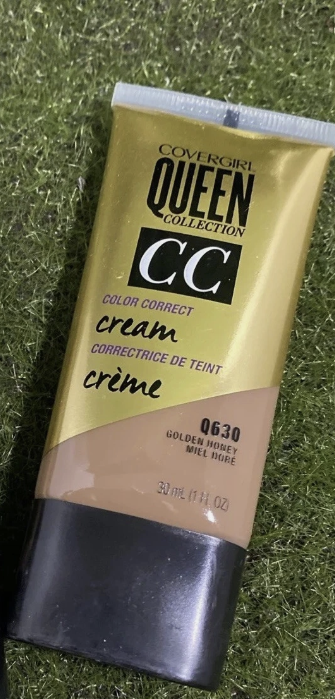 COVERGIRL
QUEEN
COLLECTION
CC
COLOR CORRECT
cream
CORRECTRICE DE TEINT
crème
Q630
GOLDEN HONEY
MIEL DORÉ
30 mL (1 FL OZ)